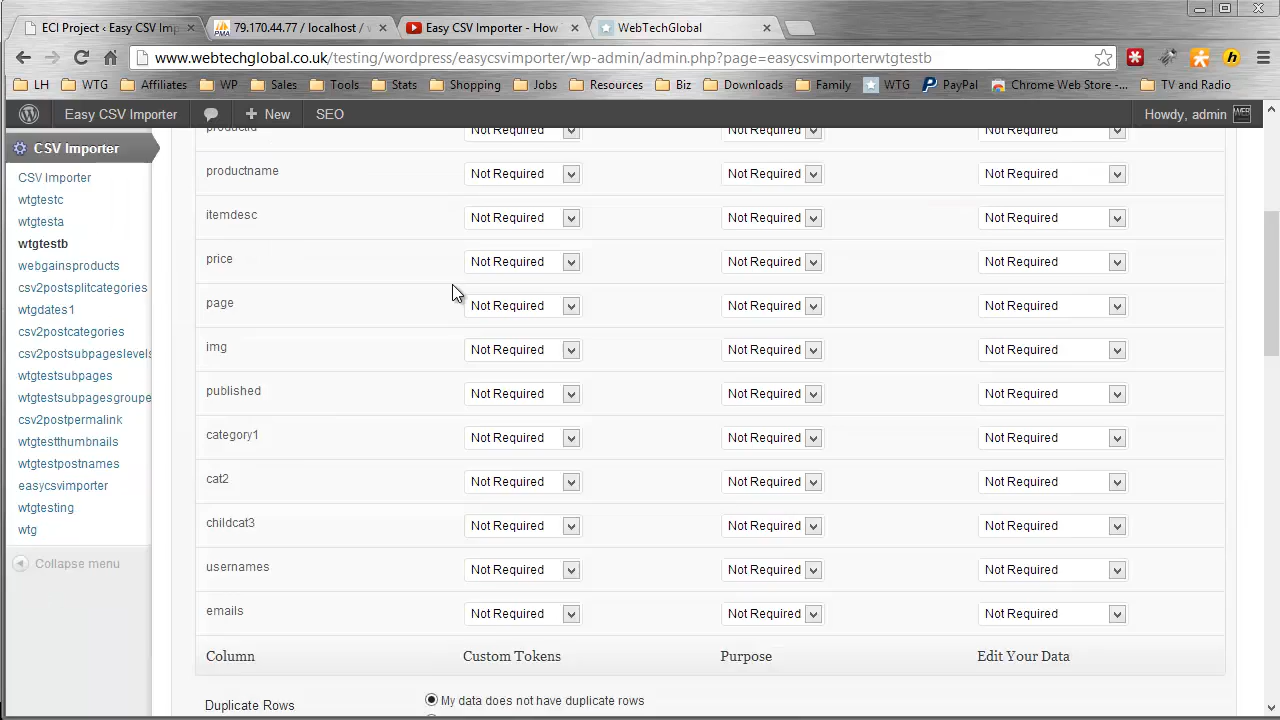 ECI Project ‹ Easy CSV Imp
79.170.44.77 / localhost /
Easy CSV Importer - How
WebTechGlobal
www.webtechglobal.co.uk/testing/wordpress/easycsvimporter/wp-admin/admin.php?page=easycsvimporterwtgtestb
LH
WTG
Affiliates
WP
Sales
Tools
Stats
Shopping
Jobs
Resources
Biz
Downloads
Family
WTG
PayPal
Chrome Web Store -...
TV and Radio
Easy CSV Importer
New
SEO
Howdy, admin
CSV Importer
CSV Importer
wtgtestc
wtgtesta
wtgtestb
webgainsproducts
csv2postsplitcategories
wtgdates1
csv2postcategories
csv2postsubpageslevels
wtgtestsubpages
wtgtestsubpagesgroupe
csv2postpermalink
wtgtestthumbnails
wtgtestpostnames
easycsvimporter
wtgtesting
wtg
Collapse menu
productid Not Required Not Required Not Required
productname Not Required Not Required Not Required
itemdesc Not Required Not Required Not Required
price Not Required Not Required Not Required
page Not Required Not Required Not Required
img Not Required Not Required Not Required
published Not Required Not Required Not Required
category1 Not Required Not Required Not Required
cat2 Not Required Not Required Not Required
childcat3 Not Required Not Required Not Required
usernames Not Required Not Required Not Required
emails Not Required Not Required Not Required
Column Custom Tokens Purpose Edit Your Data
Duplicate Rows My data does not have duplicate rows